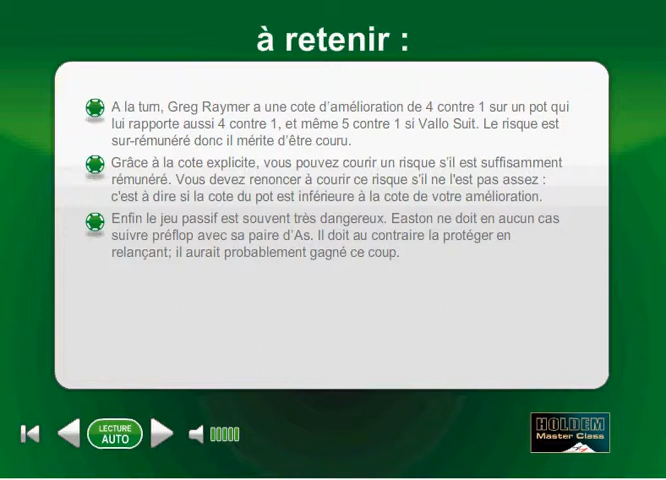 à retenir :
A la turn, Greg Raymer a une cote d'amélioration de 4 contre 1 sur un pot qui
lui rapporte aussi 4 contre 1, et même 5 contre 1 si Vallo Suit. Le risque est
sur-rémunéré donc il mérite d'être couru.
Grâce à la cote explicite, vous pouvez courir un risque s'il est suffisamment
rémunéré. Vous devez renoncer à courir ce risque s'il ne l'est pas assez :
c'est à dire si la cote du pot est inférieure à la cote de votre amélioration.
Enfin le jeu passif est souvent très dangereux. Easton ne doit en aucun cas
suivre préflop avec sa paire d'As. Il doit au contraire la protéger en
relançant; il aurait probablement gagné ce coup.
LECTURE
AUTO
HOLDEM
Master Class